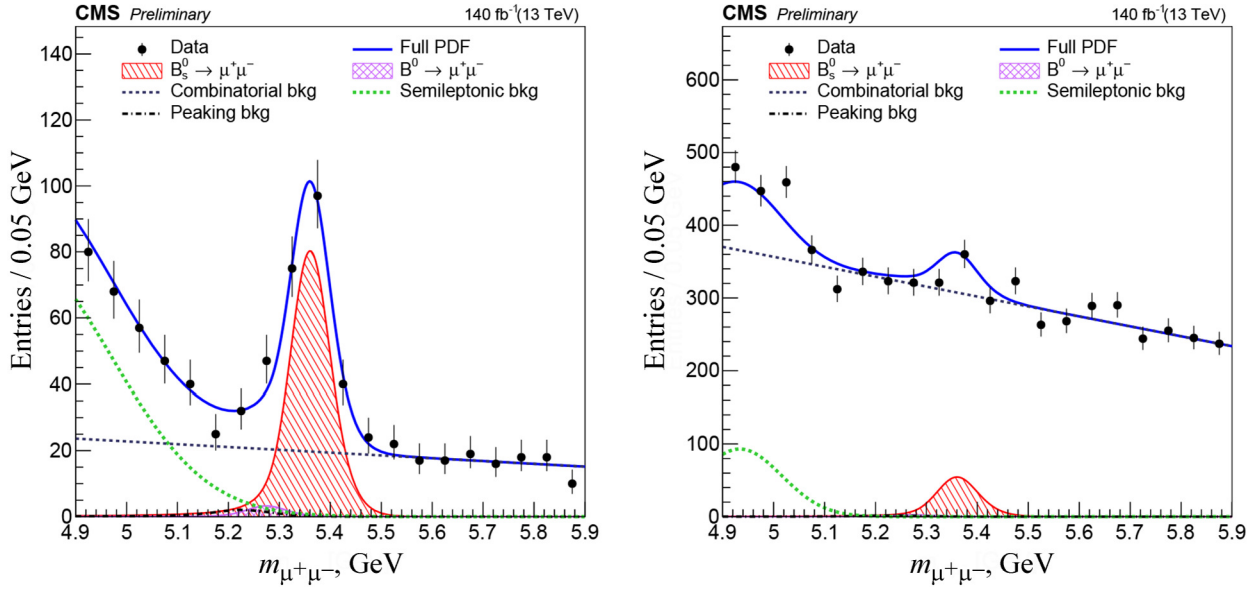 CMS Preliminary 140 fb⁻¹(13 TeV)
Data Full PDF
B⁰ₛ → μ⁺μ⁻ B⁰ → μ⁺μ⁻
Combinatorial bkg Semileptonic bkg
Peaking bkg
Entries / 0.05 GeV
140
120
100
80
60
40
20
0
4.9 5 5.1 5.2 5.3 5.4 5.5 5.6 5.7 5.8 5.9
m μ⁺μ⁻, GeV
CMS Preliminary 140 fb⁻¹(13 TeV)
Data Full PDF
B⁰ₛ → μ⁺μ⁻ B⁰ → μ⁺μ⁻
Combinatorial bkg Semileptonic bkg
Peaking bkg
Entries / 0.05 GeV
600
500
400
300
200
100
0
4.9 5 5.1 5.2 5.3 5.4 5.5 5.6 5.7 5.8 5.9
m μ⁺μ⁻, GeV